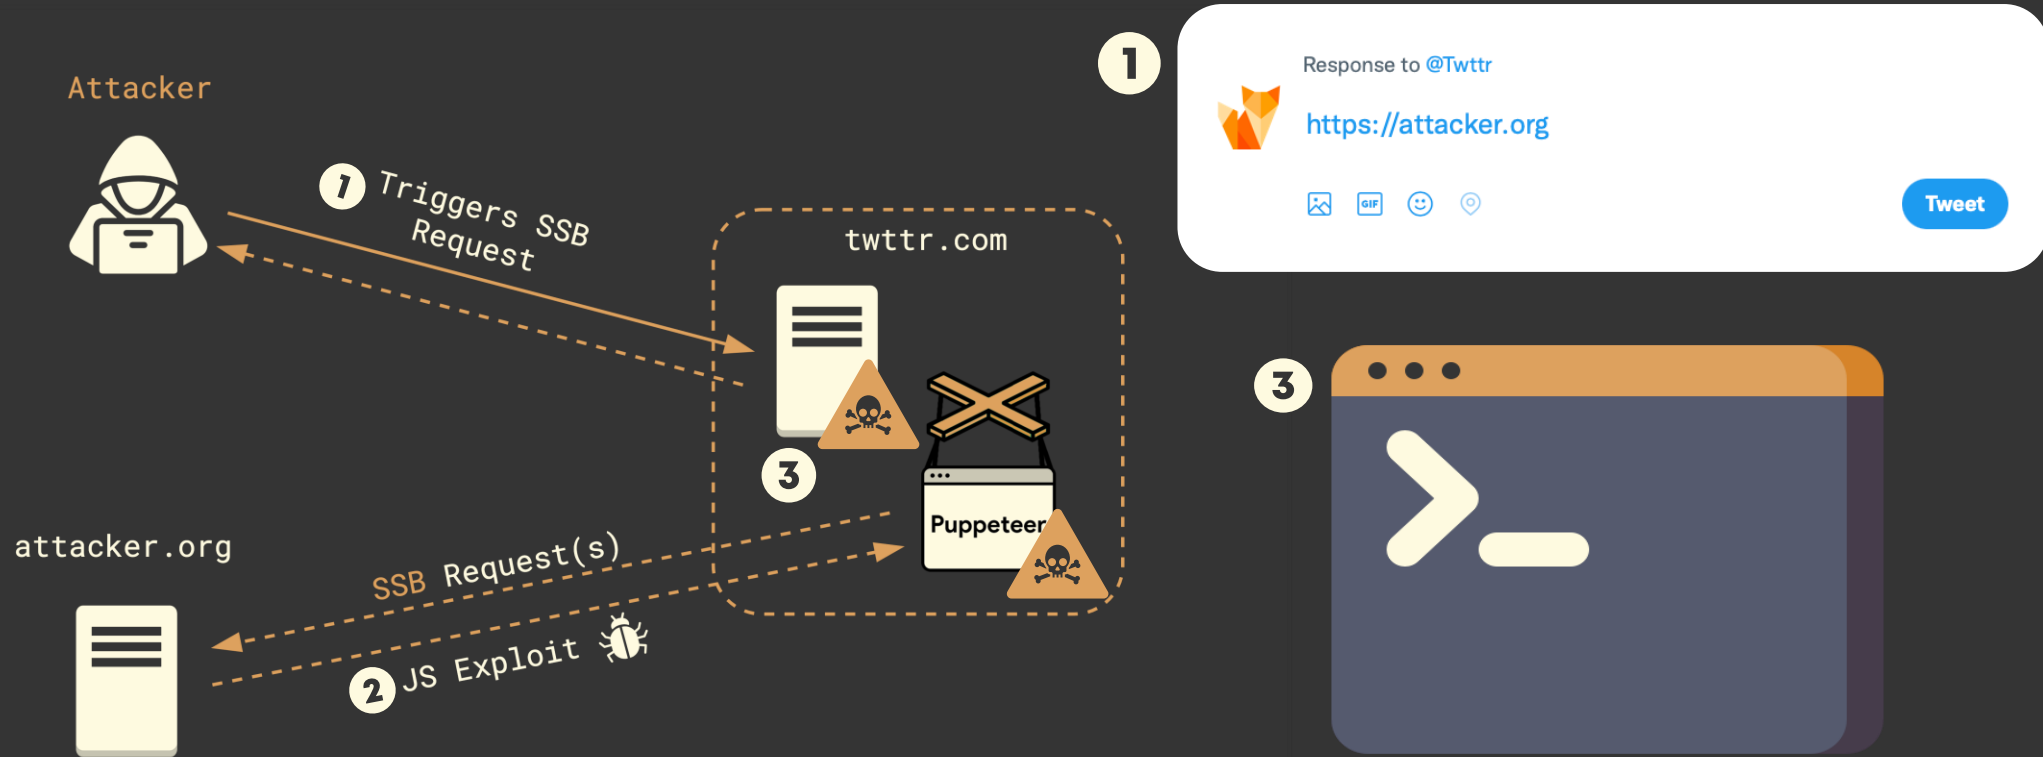 Attacker
1
Triggers SSB
Request
twttr.com
3
Puppeteer
attacker.org
SSB Request(s)
2
JS Exploit
1
Response to @Twttr
https://attacker.org
GIF
Tweet
3
>_